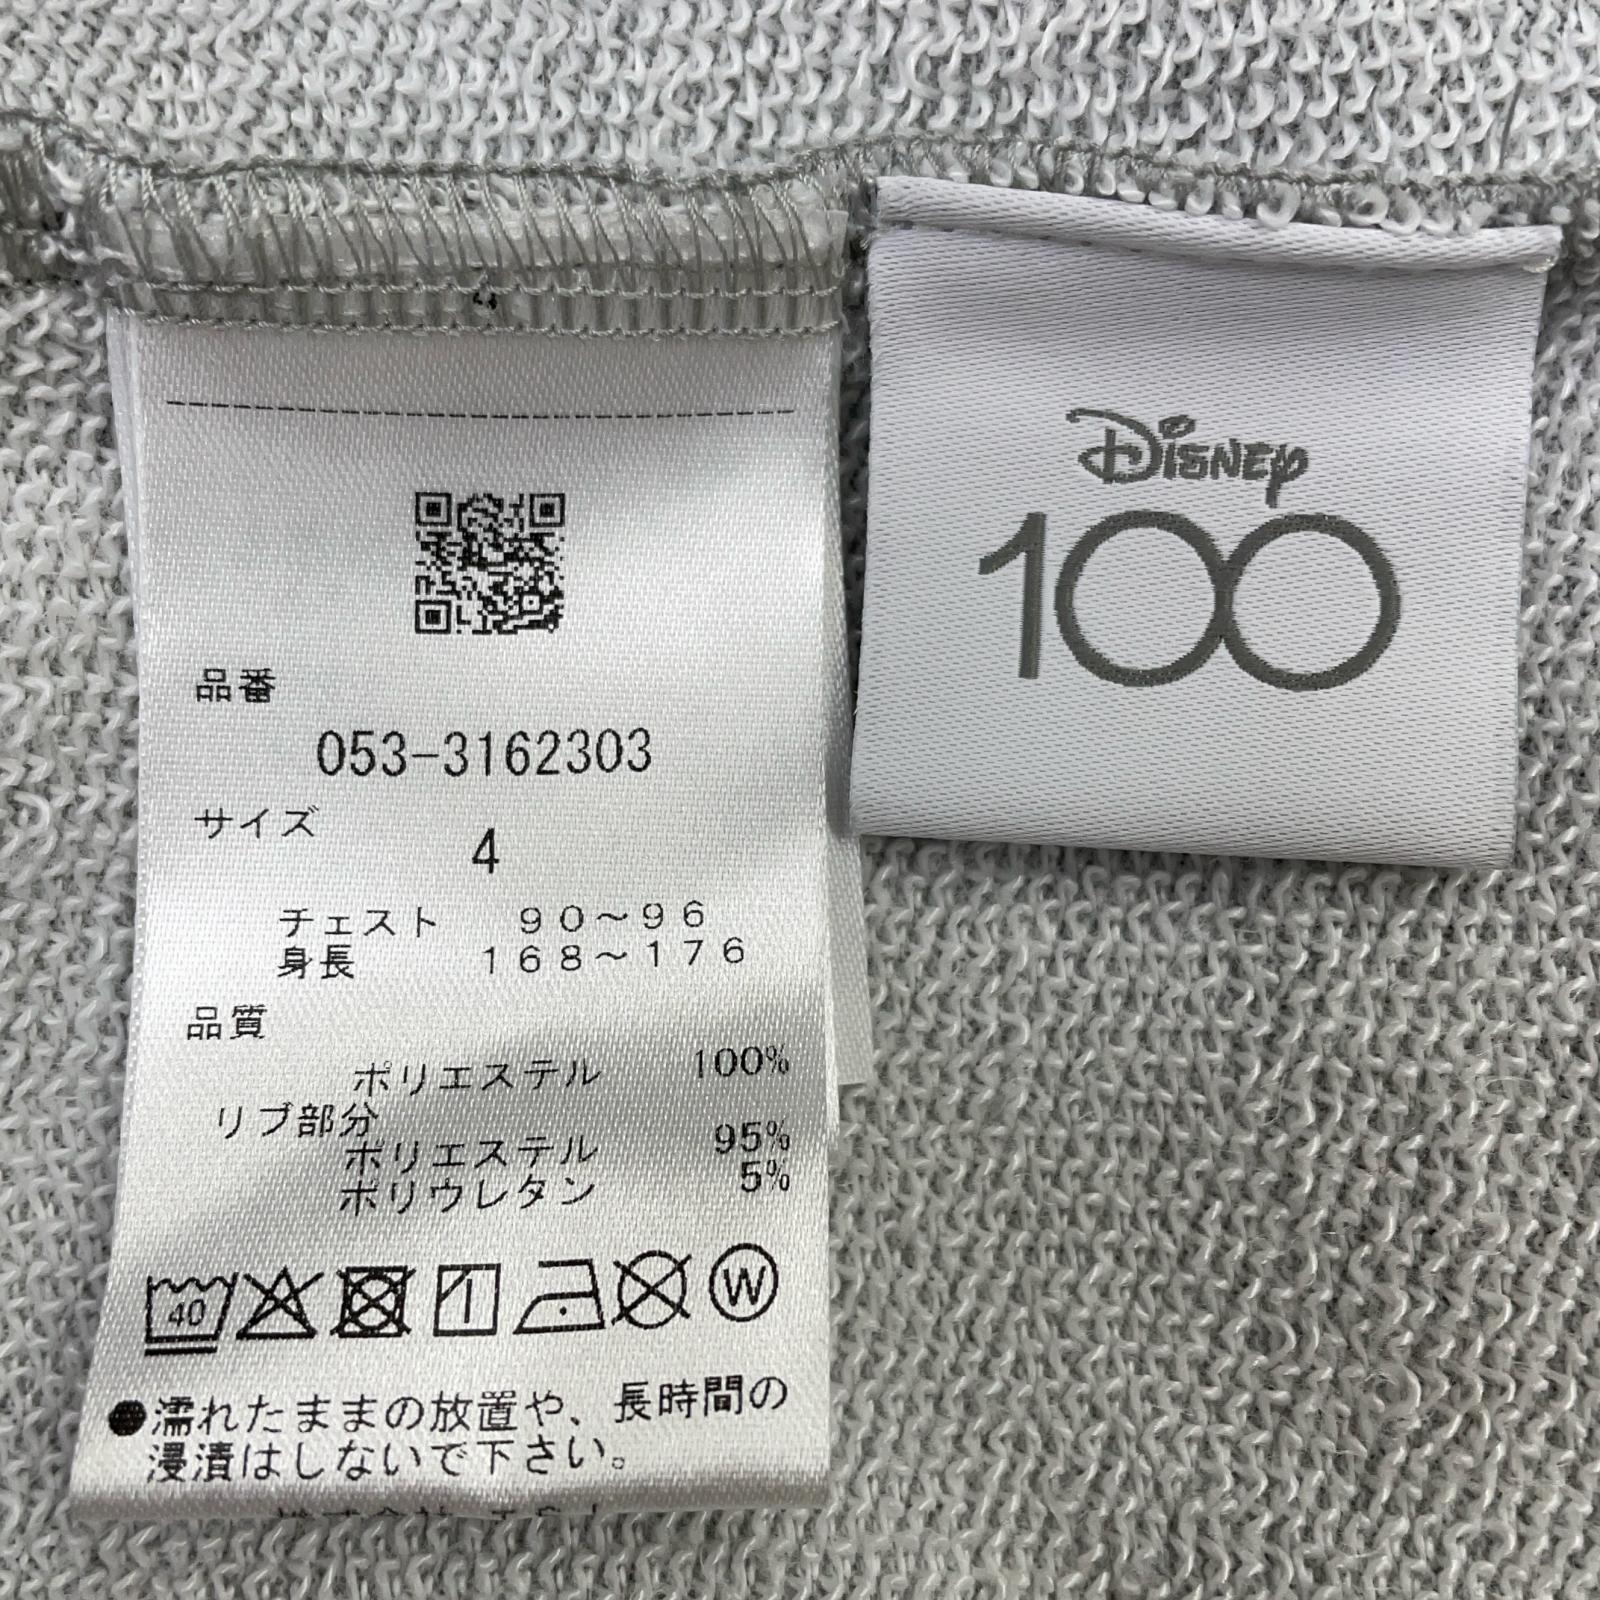 品番
053-3162303
サイズ
4
チェスト 90～96
身長 168～176
品質
ポリエステル 100%
リブ部分
ポリエステル 95%
ポリウレタン 5%
40
W
●濡れたままの放置や、長時間の
浸漬はしないで下さい。
Disney
100